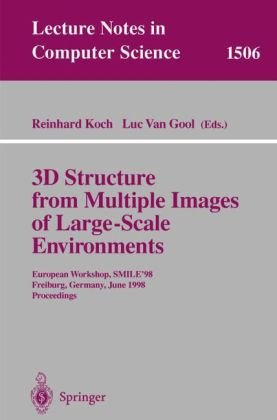 Lecture Notes in
Computer Science 1506
Reinhard Koch Luc Van Gool (Eds.)
3D Structure
from Multiple Images
of Large-Scale
Environments
European Workshop, SMILE'98
Freiburg, Germany, June 1998
Proceedings
Springer